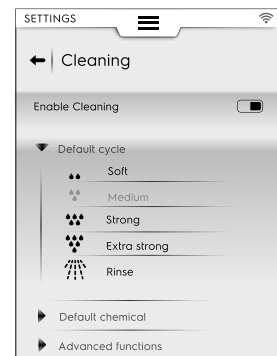 SETTINGS
Cleaning
Enable Cleaning
Default cycle
Soft
Medium
Strong
Extra strong
Rinse
Default chemical
Advanced functions